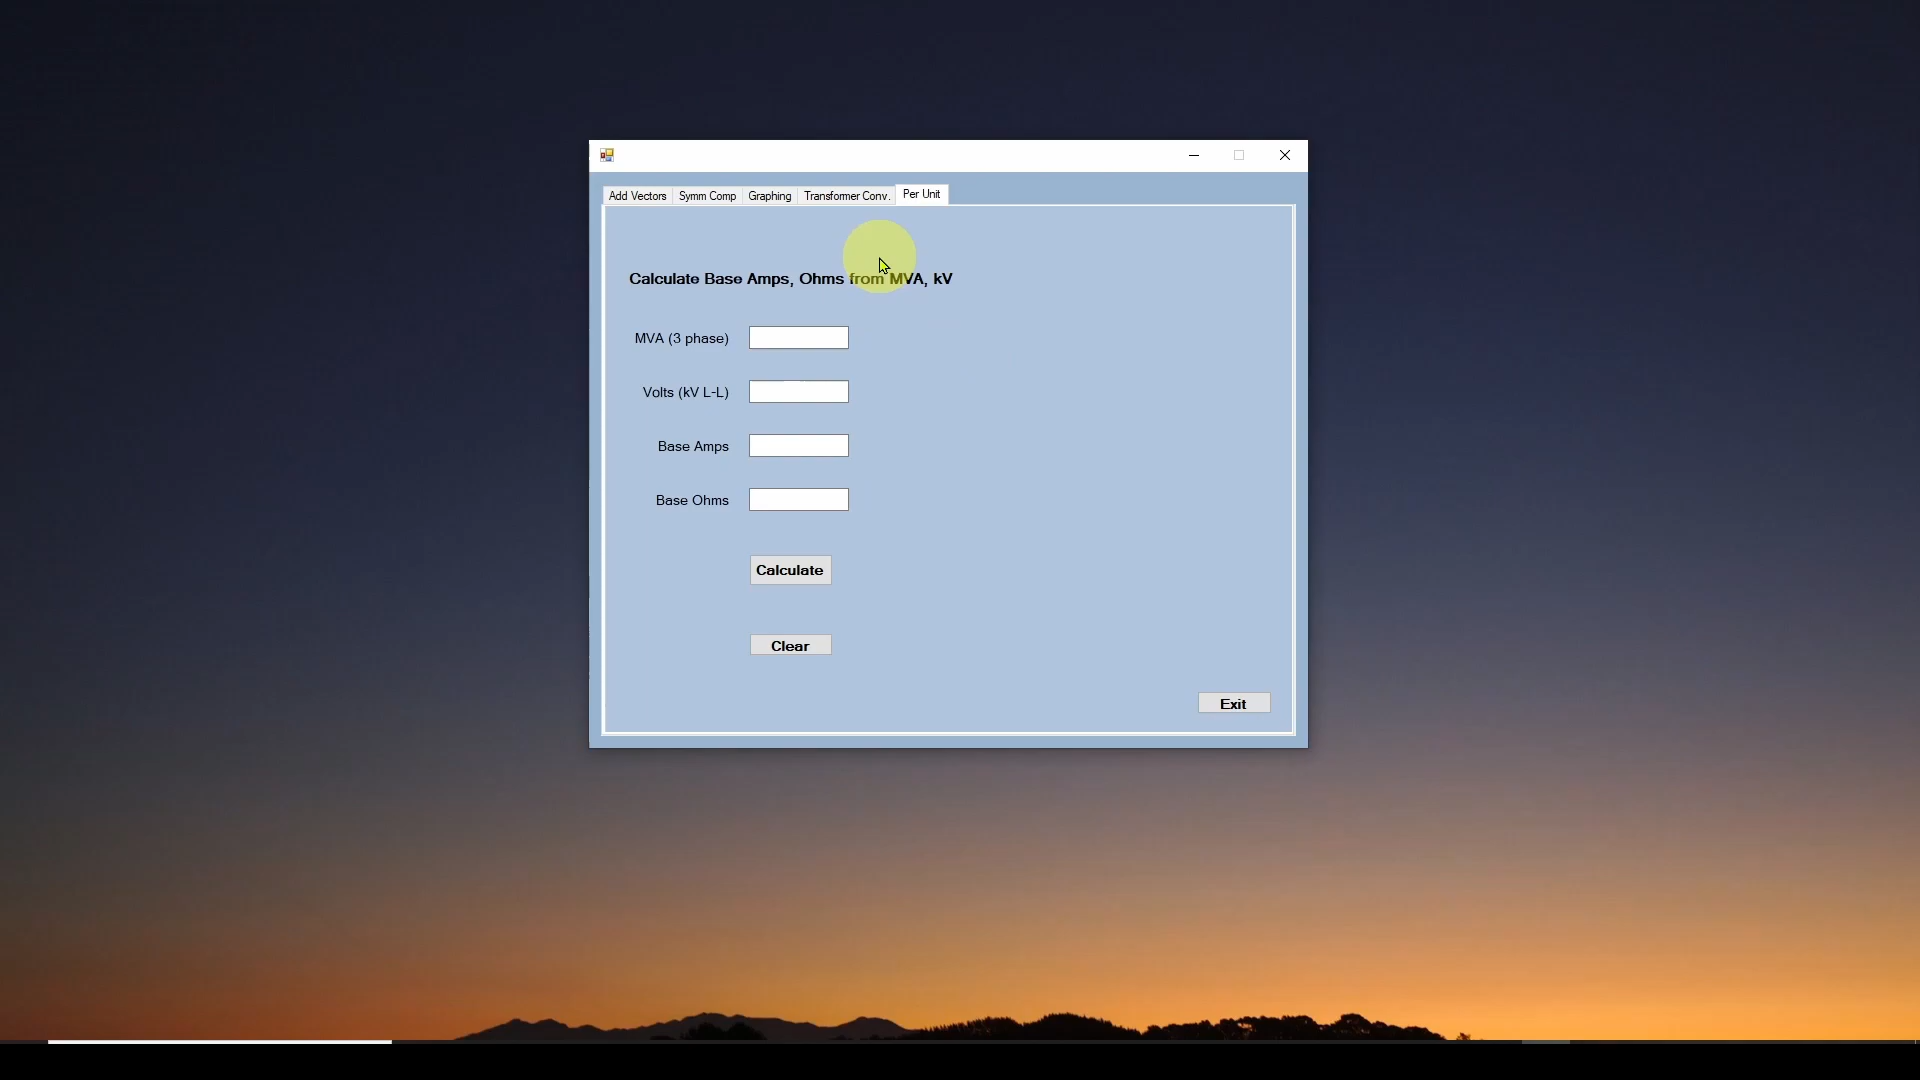 Add Vectors Symm Comp Graphing Transformer Conv. Per Unit
Calculate Base Amps, Ohms from MVA, kV
MVA (3 phase)
Volts (kV L-L)
Base Amps
Base Ohms
Calculate
Clear
Exit